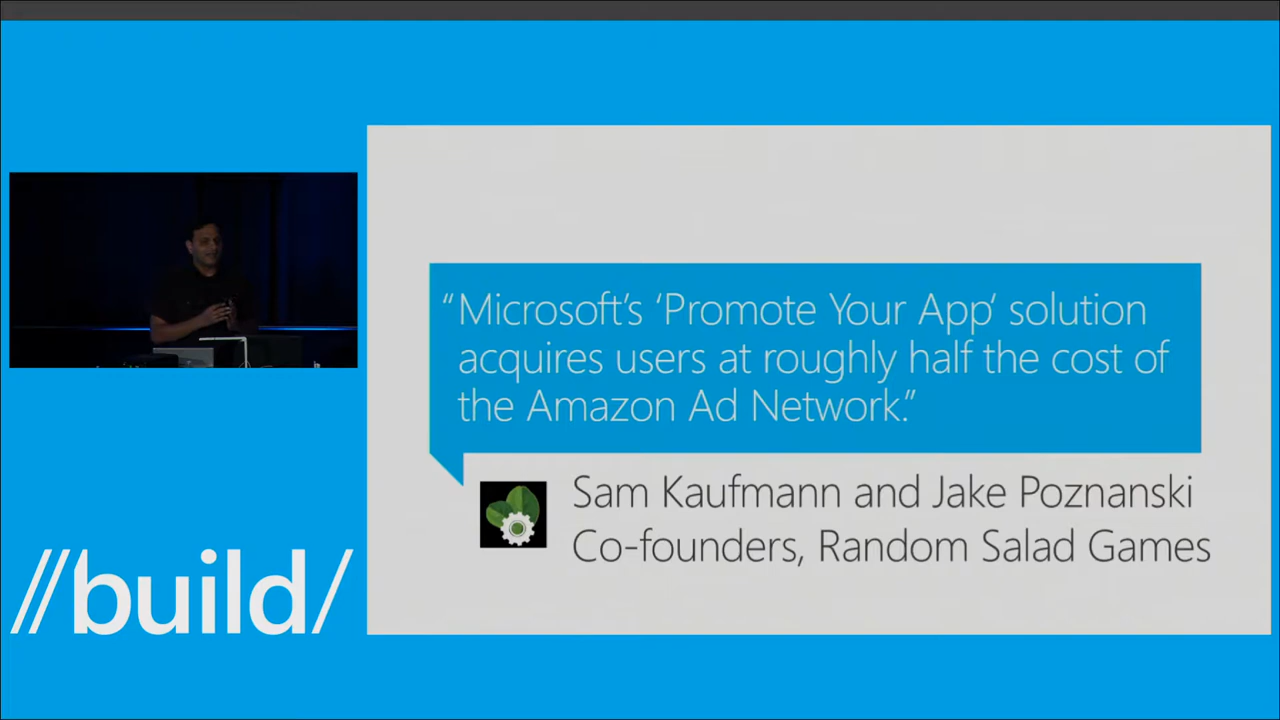 “Microsoft’s ‘Promote Your App‘ solution
acquires users at roughly half the cost of
the Amazon Ad Network.”
Sam Kaufmann and Jake Poznanski
Co-founders, Random Salad Games
//build/